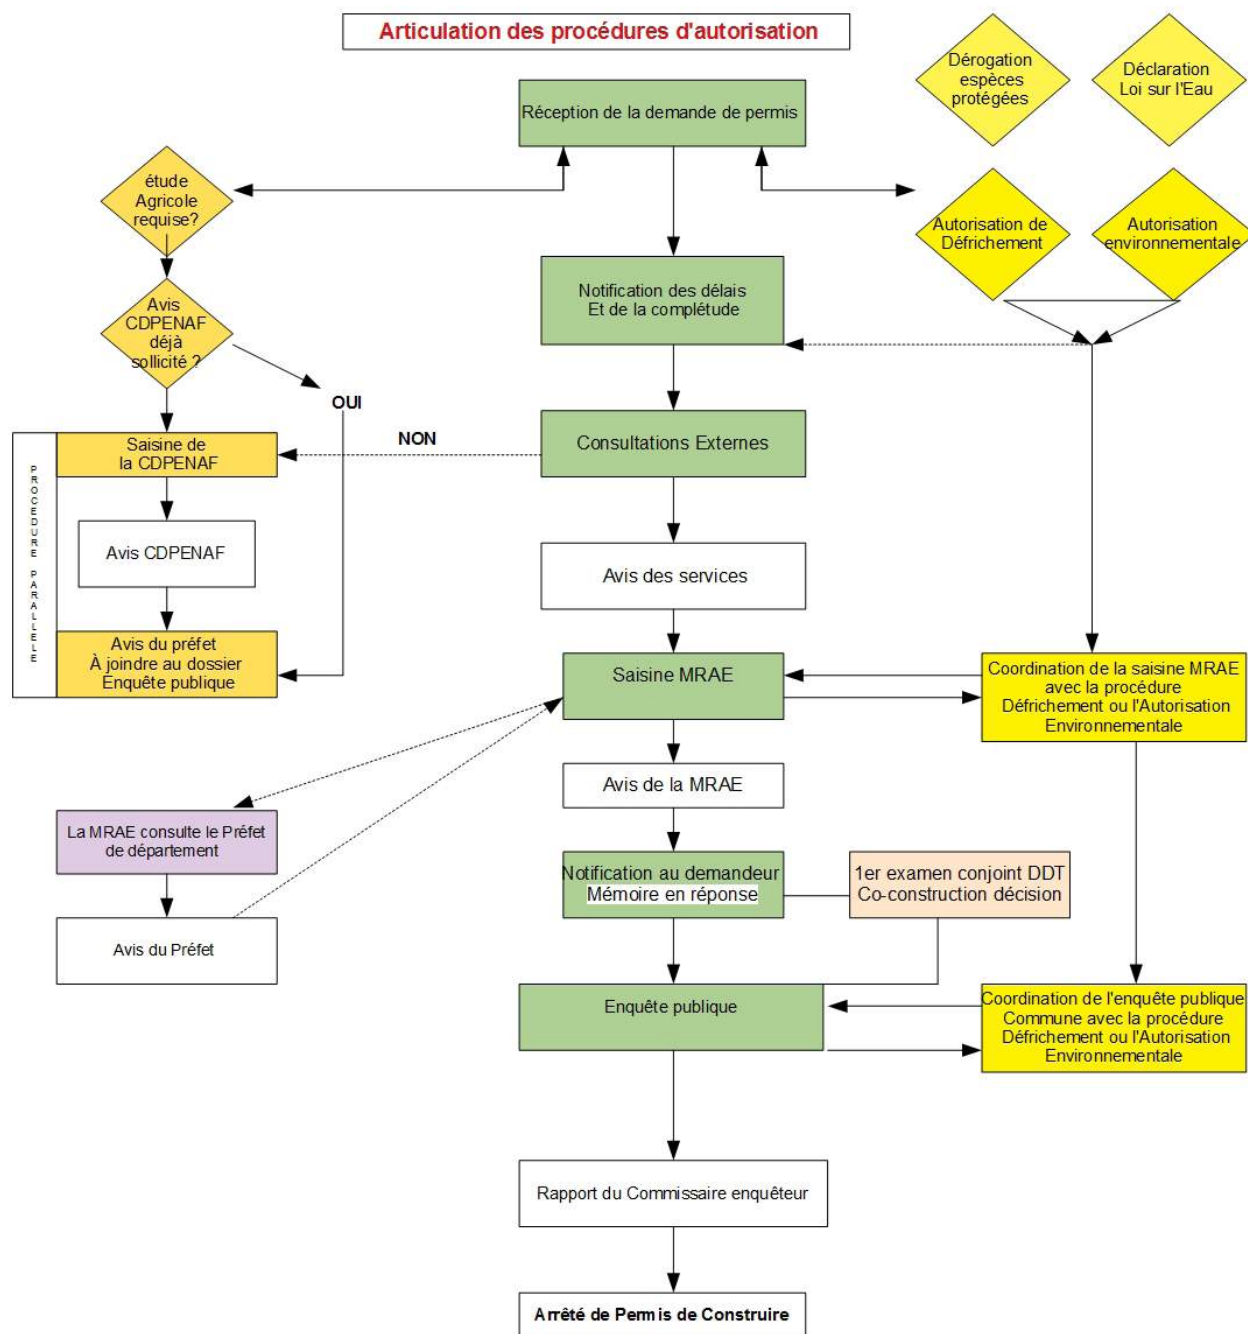 Articulation des procédures d'autorisation
Dérogation
espèces
protégées
Déclaration
Loi sur l'Eau
Réception de la demande de permis
étude
Agricole
requise?
Autorisation de
Défrichement
Autorisation
environnementale
Notification des délais
Et de la complétude
Avis
CDPENAF
déjà
sollicité ?
OUI
NON
Consultations Externes
PROCEDURE PARALLELE
Saisine de
la CDPENAF
Avis CDPENAF
Avis des services
Avis du préfet
À joindre au dossier
Enquête publique
Saisine MRAE
Coordination de la saisine MRAE
avec la procédure
Défrichement ou l'Autorisation
Environnementale
Avis de la MRAE
La MRAE consulte le Préfet
de département
Notification au demandeur
Mémoire en réponse
1er examen conjoint DDT
Co-construction décision
Avis du Préfet
Enquête publique
Coordination de l'enquête publique
Commune avec la procédure
Défrichement ou l'Autorisation
Environnementale
Rapport du Commissaire enquêteur
Arrêté de Permis de Construire